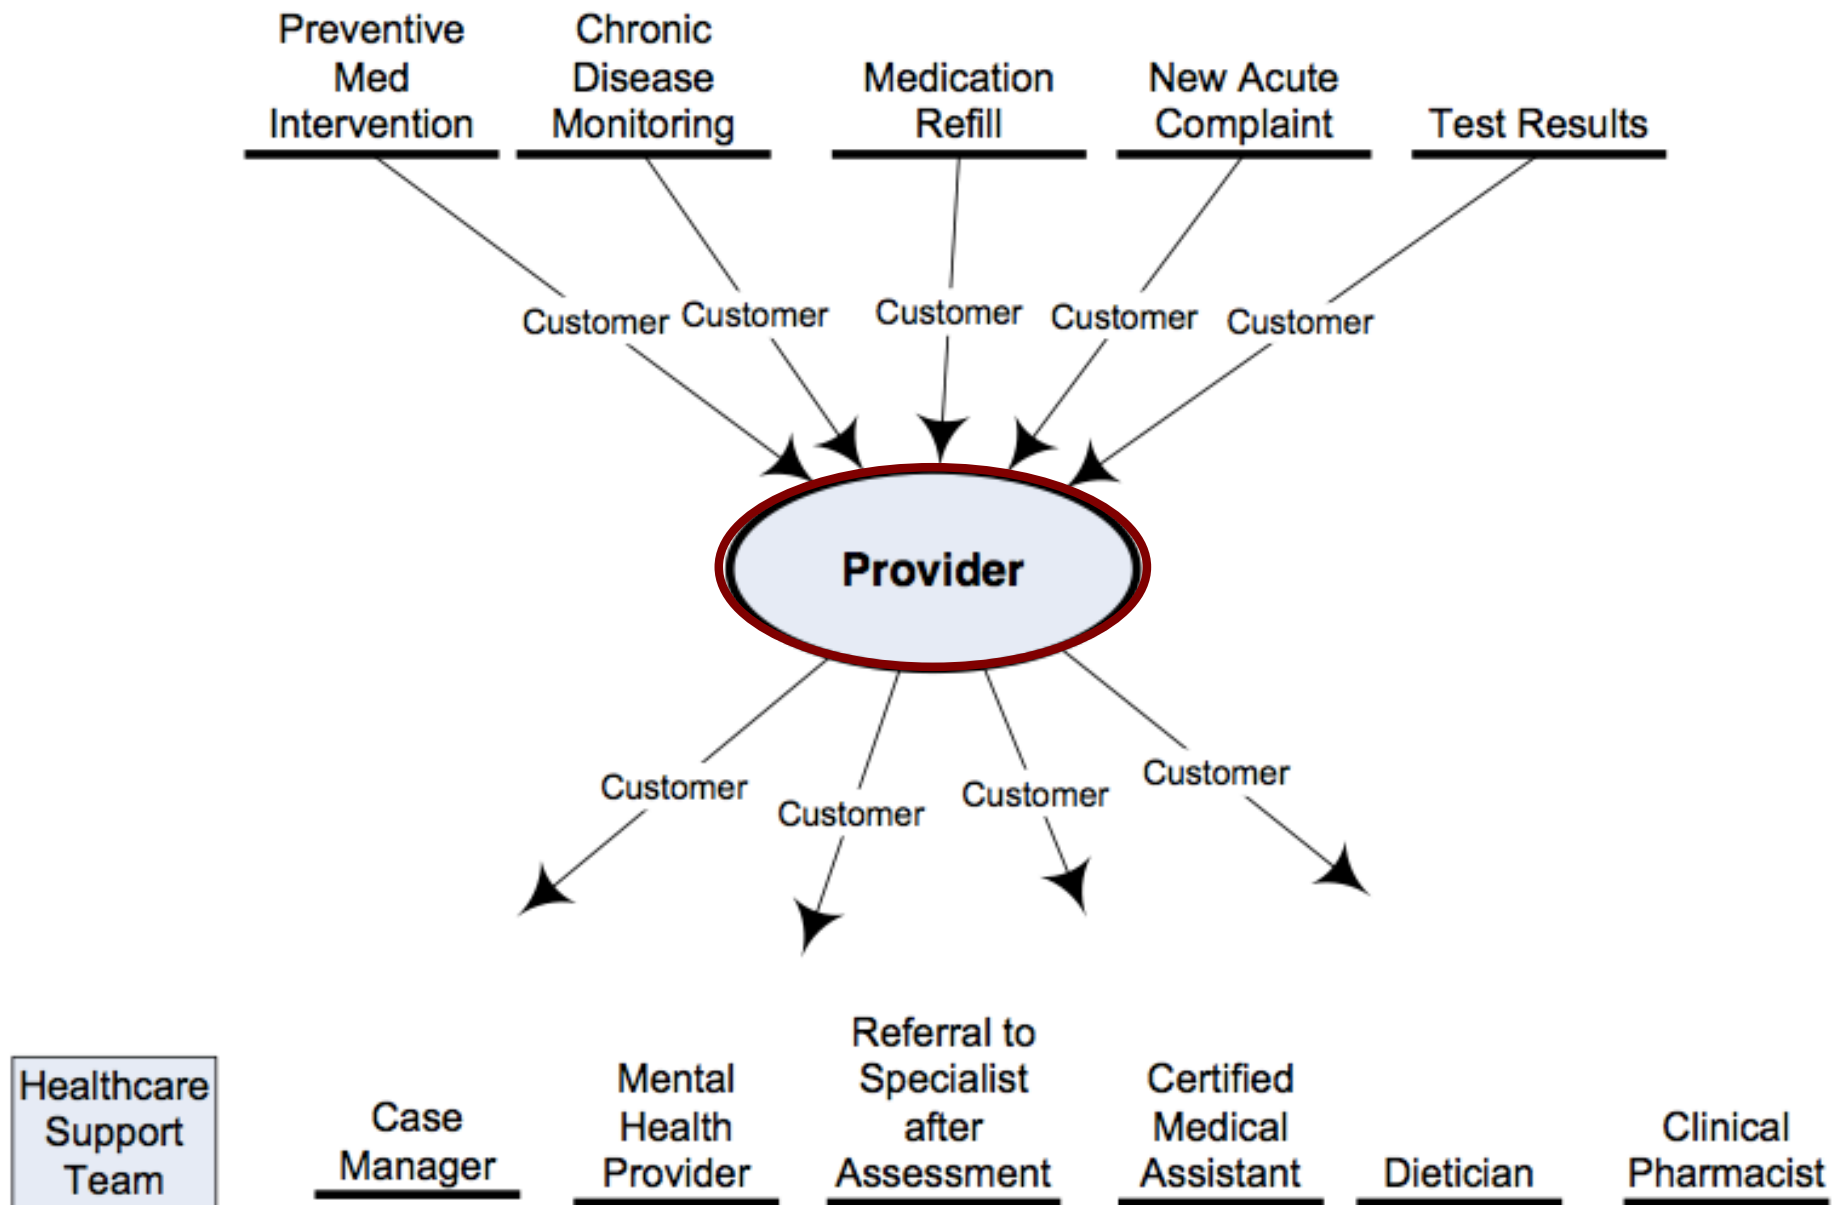 Preventive
Med
Intervention
Chronic
Disease
Monitoring
Medication
Refill
New Acute
Complaint
Test Results
Customer
Customer
Customer
Customer
Customer
Provider
Customer
Customer
Customer
Customer
Healthcare
Support
Team
Case
Manager
Mental
Health
Provider
Referral to
Specialist
after
Assessment
Certified
Medical
Assistant
Dietician
Clinical
Pharmacist